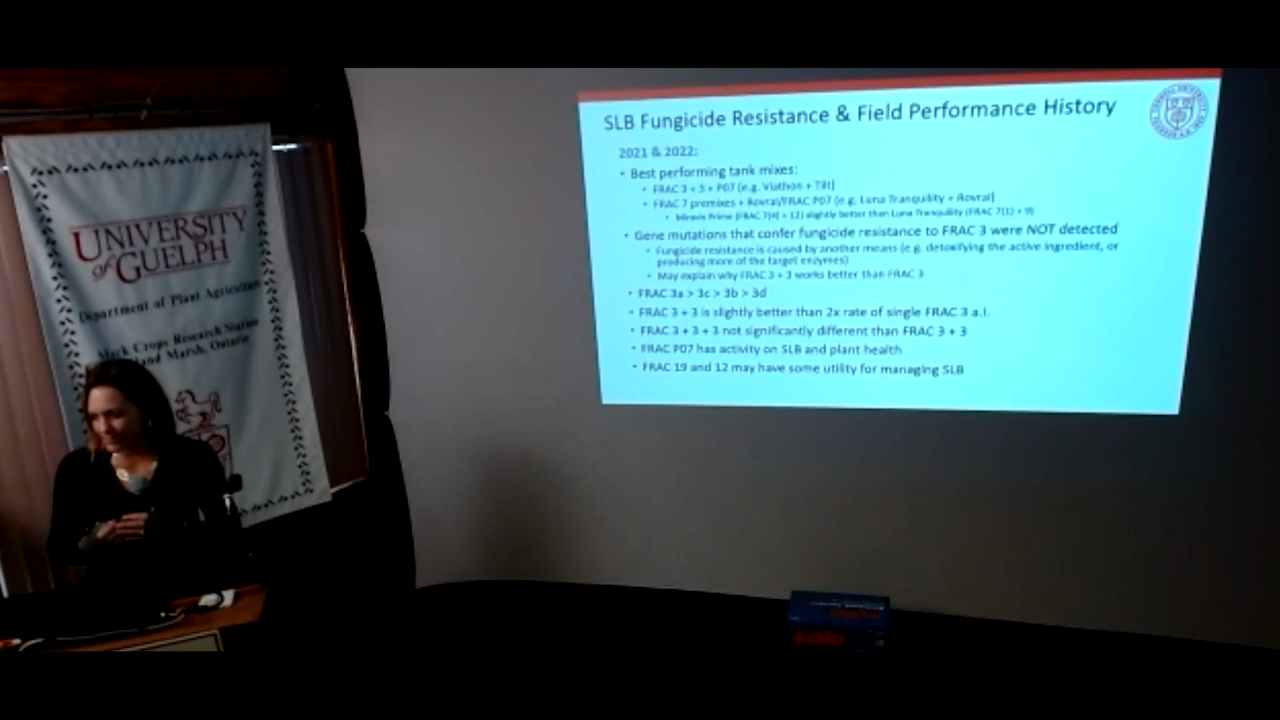 UNIVERSITY
of GUELPH
Department of Plant Agriculture
Muck Crops Research Station
Marsh, Ontario
SLB Fungicide Resistance & Field Performance History
2021 & 2022:
• Best performing tank mixes:
• FRAC 3 + 3 + P07 (e.g. Viathon + Tilt)
• FRAC 7 premixes + Rovral/FRAC P07 (e.g. Luna Tranquility + Rovral)
• Miravis Prime (FRAC 7(4) + 12) slightly better than Luna Tranquility (FRAC 7(1) + 9)
• Gene mutations that confer fungicide resistance to FRAC 3 were NOT detected
• Fungicide resistance is caused by another means (e.g. detoxifying the active ingredient, or
producing more of the target enzymes)
• May explain why FRAC 3 + 3 works better than FRAC 3
• FRAC 3a > 3c > 3b > 3d
• FRAC 3 + 3 is slightly better than 2x rate of single FRAC 3 a.i.
• FRAC 3 + 3 + 3 not significantly different than FRAC 3 + 3
• FRAC P07 has activity on SLB and plant health
• FRAC 19 and 12 may have some utility for managing SLB